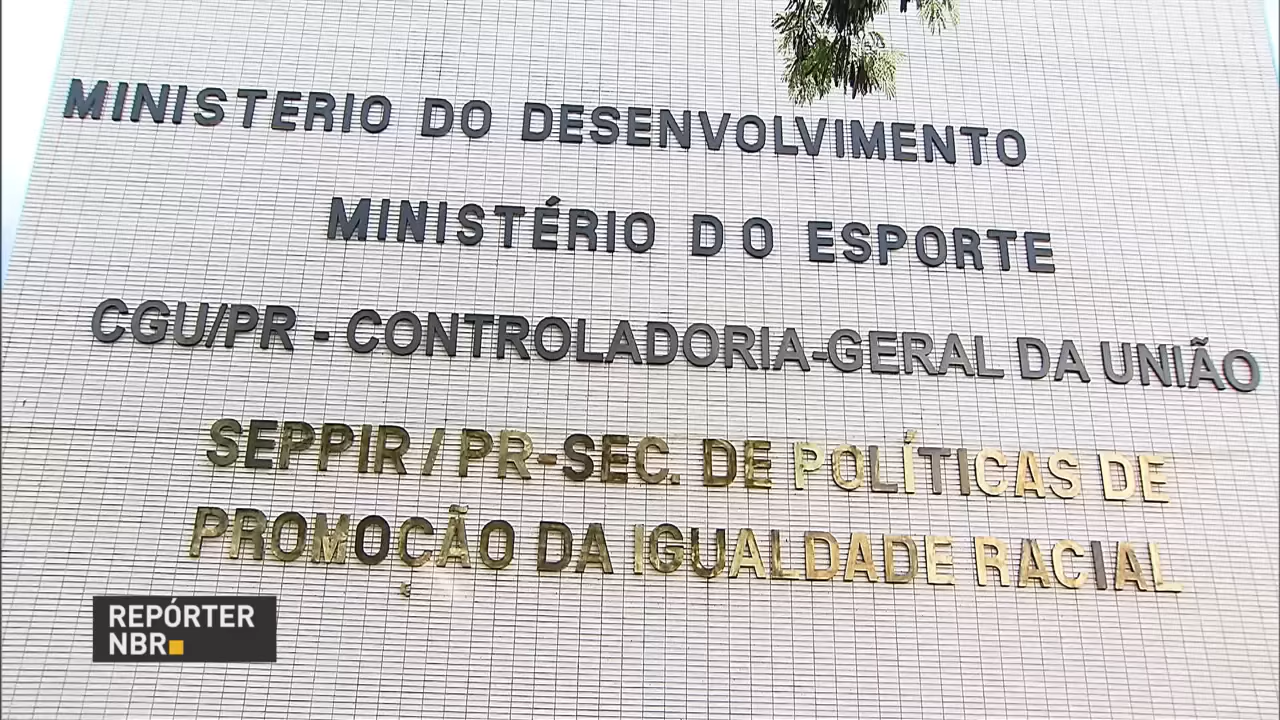 MINISTERIO DO DESENVOLVIMENTO
MINISTÉRIO DO ESPORTE
CGU/PR - CONTROLADORIA-GERAL DA UNIÃO
SEPPIR / PR-SEC. DE POLÍTICAS DE
PROMOÇÃO DA IGUALDADE RACIAL
REPÓRTER
NBR